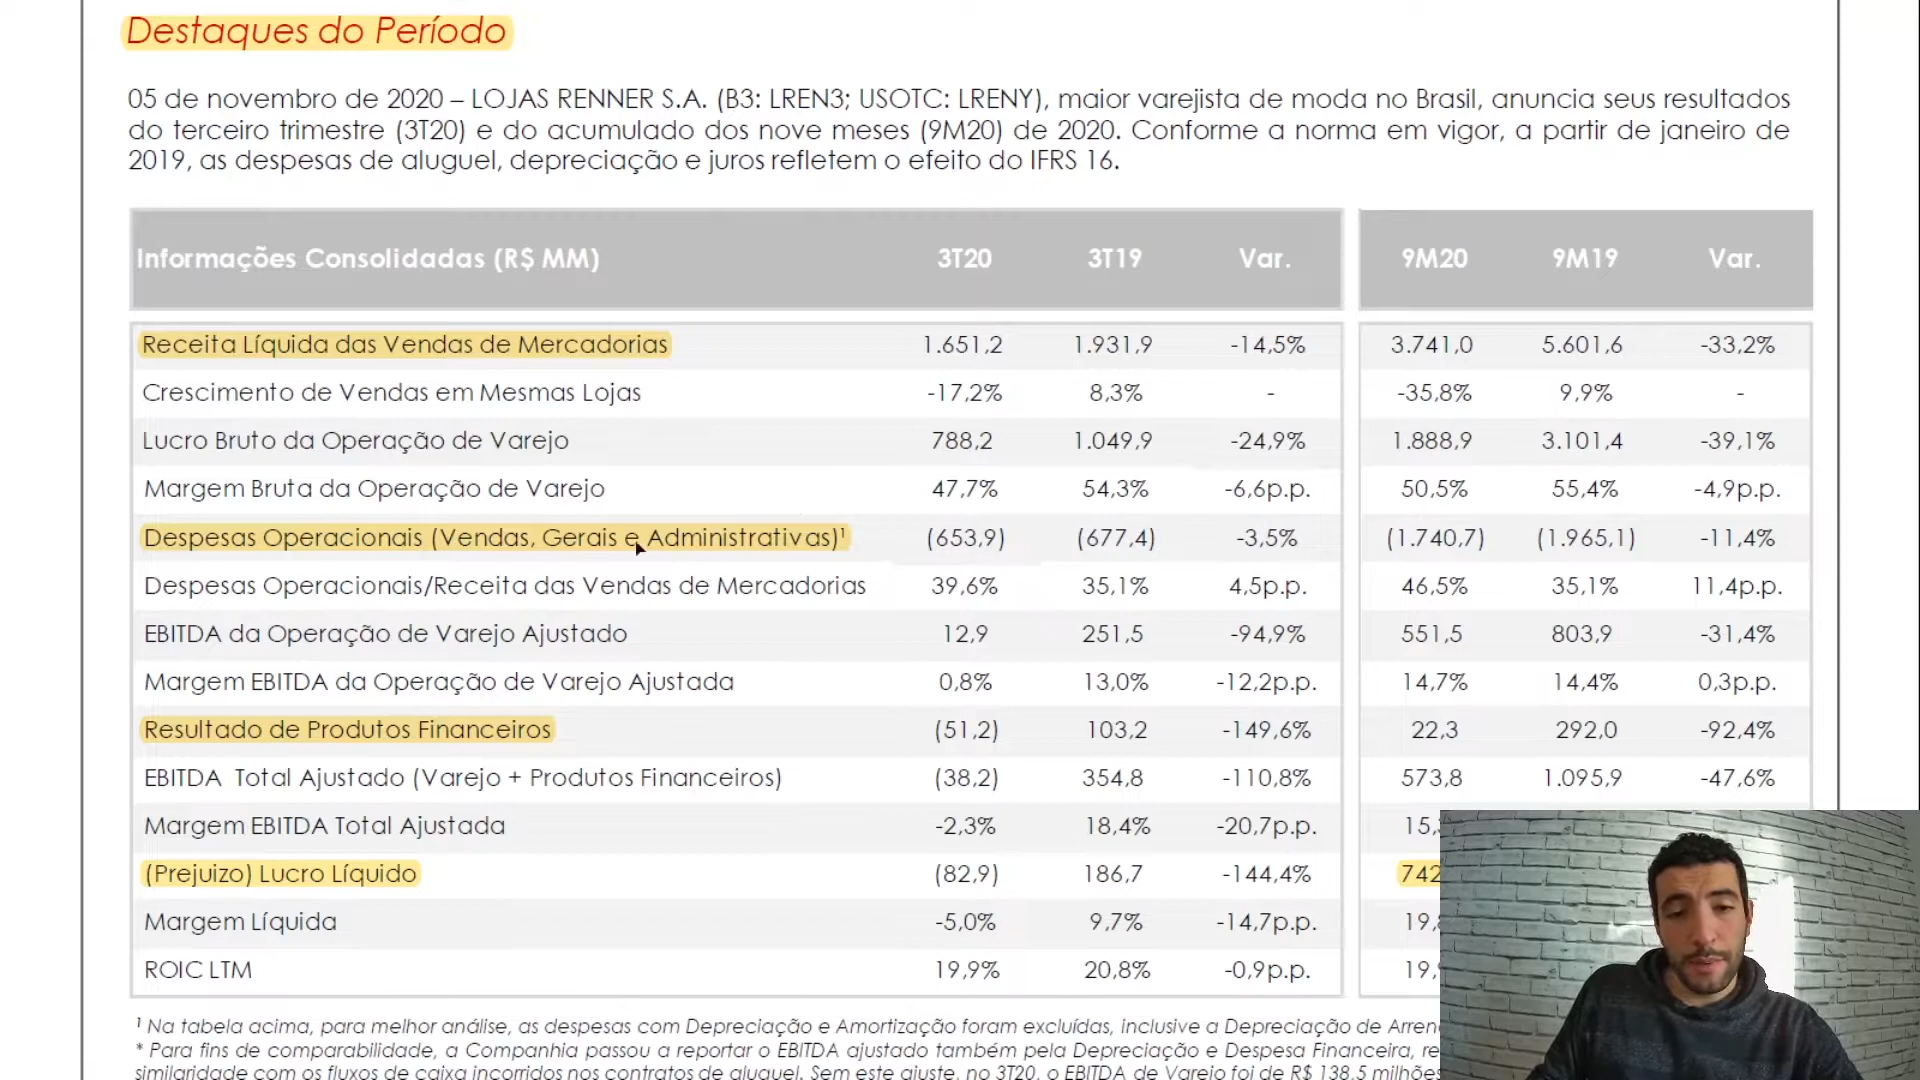 Destaques do Período
05 de novembro de 2020 – LOJAS RENNER S.A. (B3: LREN3; USOTC: LRENY), maior varejista de moda no Brasil, anuncia seus resultados
do terceiro trimestre (3T20) e do acumulado dos nove meses (9M20) de 2020. Conforme a norma em vigor, a partir de janeiro de
2019, as despesas de aluguel, depreciação e juros refletem o efeito do IFRS 16.
Informações Consolidadas (R$ MM) 3T20 3T19 Var. 9M20 9M19 Var.
Receita Líquida das Vendas de Mercadorias 1.651,2 1.931,9 -14,5% 3.741,0 5.601,6 -33,2%
Crescimento de Vendas em Mesmas Lojas -17,2% 8,3% - -35,8% 9,9% -
Lucro Bruto da Operação de Varejo 788,2 1.049,9 -24,9% 1.888,9 3.101,4 -39,1%
Margem Bruta da Operação de Varejo 47,7% 54,3% -6,6p.p. 50,5% 55,4% -4,9p.p.
Despesas Operacionais (Vendas, Gerais e Administrativas)¹ (653,9) (677,4) -3,5% (1.740,7) (1.965,1) -11,4%
Despesas Operacionais/Receita das Vendas de Mercadorias 39,6% 35,1% 4,5p.p. 46,5% 35,1% 11,4p.p.
EBITDA da Operação de Varejo Ajustado 12,9 251,5 -94,9% 551,5 803,9 -31,4%
Margem EBITDA da Operação de Varejo Ajustada 0,8% 13,0% -12,2p.p. 14,7% 14,4% 0,3p.p.
Resultado de Produtos Financeiros (51,2) 103,2 -149,6% 22,3 292,0 -92,4%
EBITDA Total Ajustado (Varejo + Produtos Financeiros) (38,2) 354,8 -110,8% 573,8 1.095,9 -47,6%
Margem EBITDA Total Ajustada -2,3% 18,4% -20,7p.p. 15,
(Prejuizo) Lucro Líquido (82,9) 186,7 -144,4% 742
Margem Líquida -5,0% 9,7% -14,7p.p. 19,
ROIC LTM 19,9% 20,8% -0,9p.p. 19,
¹ Na tabela acima, para melhor análise, as despesas com Depreciação e Amortização foram excluídas, inclusive a Depreciação de Arren
* Para fins de comparabilidade, a Companhia passou a reportar o EBITDA ajustado também pela Depreciação e Despesa Financeira, re
similaridade com os fluxos de caixa incorridos nos contratos de aluguel. Sem este ajuste, no 3T20, o EBITDA de Varejo foi de R$ 138,5 milhões